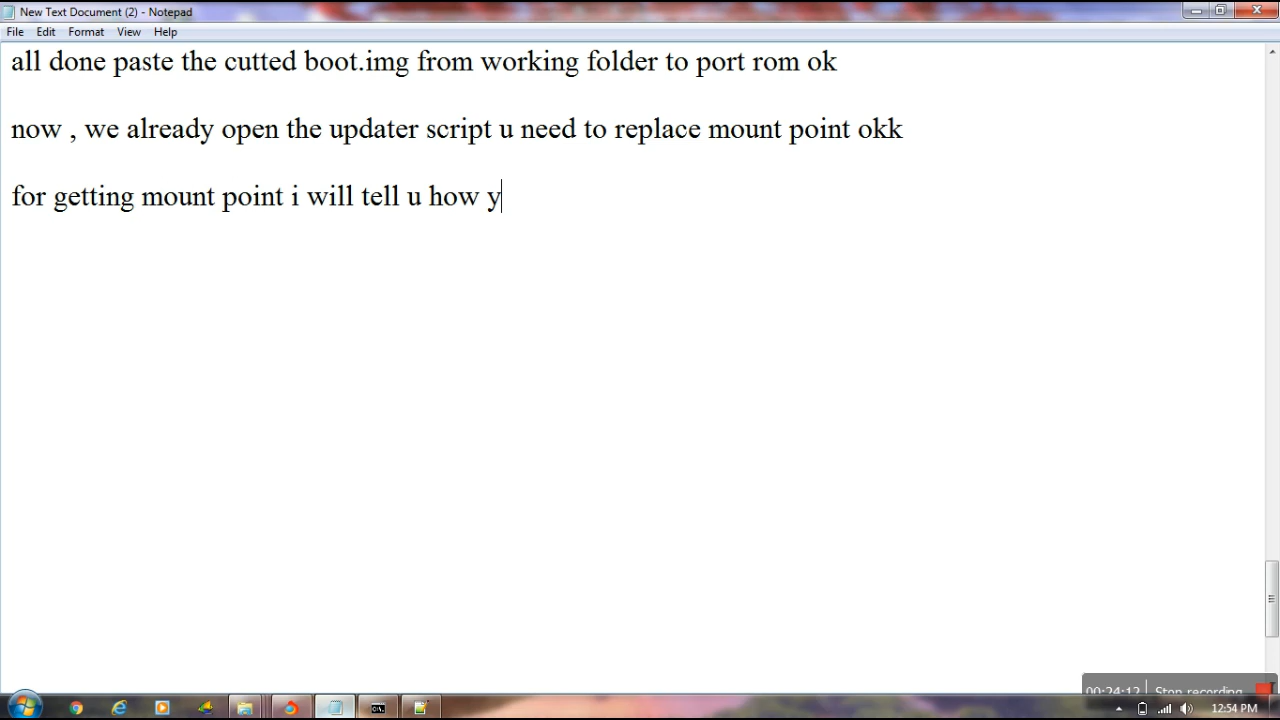 New Text Document (2) - Notepad
File Edit Format View Help
all done paste the cutted boot.img from working folder to port rom ok
now , we already open the updater script u need to replace mount point okk
for getting mount point i will tell u how y
00:24:12 Stop recording
12:54 PM